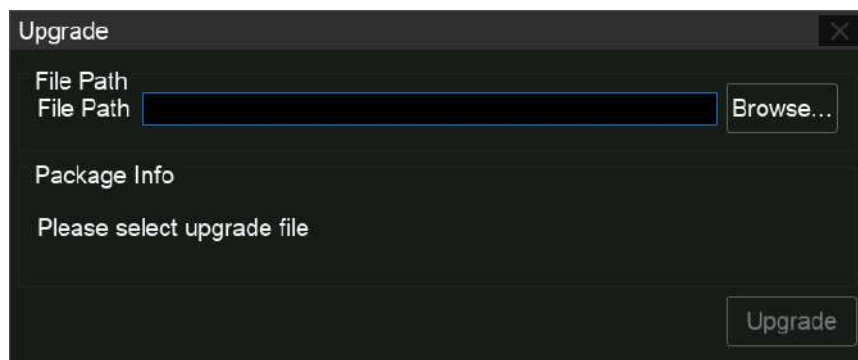 Upgrade
File Path
File Path
Browse...
Package Info
Please select upgrade file
Upgrade